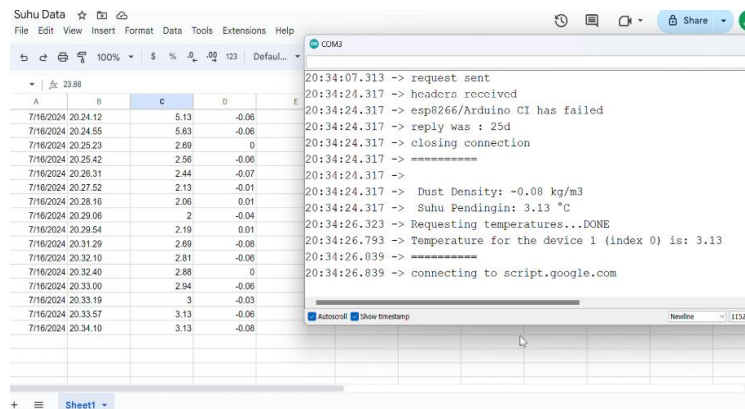 Suhu Data
File Edit View Insert Format Data Tools Extensions Help
Share
100% $ % .0 .00 123 Defaul...
fx 23.88
A B C D E
7/16/2024 20.24.12 5.13 -0.06
7/16/2024 20.24.55 5.63 -0.06
7/16/2024 20.25.23 2.69 0
7/16/2024 20.25.42 2.56 -0.06
7/16/2024 20.26.31 2.44 -0.07
7/16/2024 20.27.52 2.13 -0.01
7/16/2024 20.28.16 2.06 0.01
7/16/2024 20.29.06 2 -0.04
7/16/2024 20.29.54 2.19 0.01
7/16/2024 20.31.29 2.69 -0.08
7/16/2024 20.32.10 2.81 -0.06
7/16/2024 20.32.40 2.88 0
7/16/2024 20.33.00 2.94 -0.06
7/16/2024 20.33.19 3 -0.03
7/16/2024 20.33.57 3.13 -0.06
7/16/2024 20.34.10 3.13 -0.08
Sheet1
COM3
20:34:07.313 -> request sent
20:34:24.317 -> headers received
20:34:24.317 -> esp8266/Arduino CI has failed
20:34:24.317 -> reply was : 25d
20:34:24.317 -> closing connection
20:34:24.317 -> ==========
20:34:24.317 ->
20:34:24.317 -> Dust Density: -0.08 kg/m3
20:34:24.317 -> Suhu Pendingin: 3.13 °C
20:34:26.323 -> Requesting temperatures...DONE
20:34:26.793 -> Temperature for the device 1 (index 0) is: 3.13
20:34:26.839 -> ==========
20:34:26.839 -> connecting to script.google.com
Autoscroll Show timestamp
Newline 1152